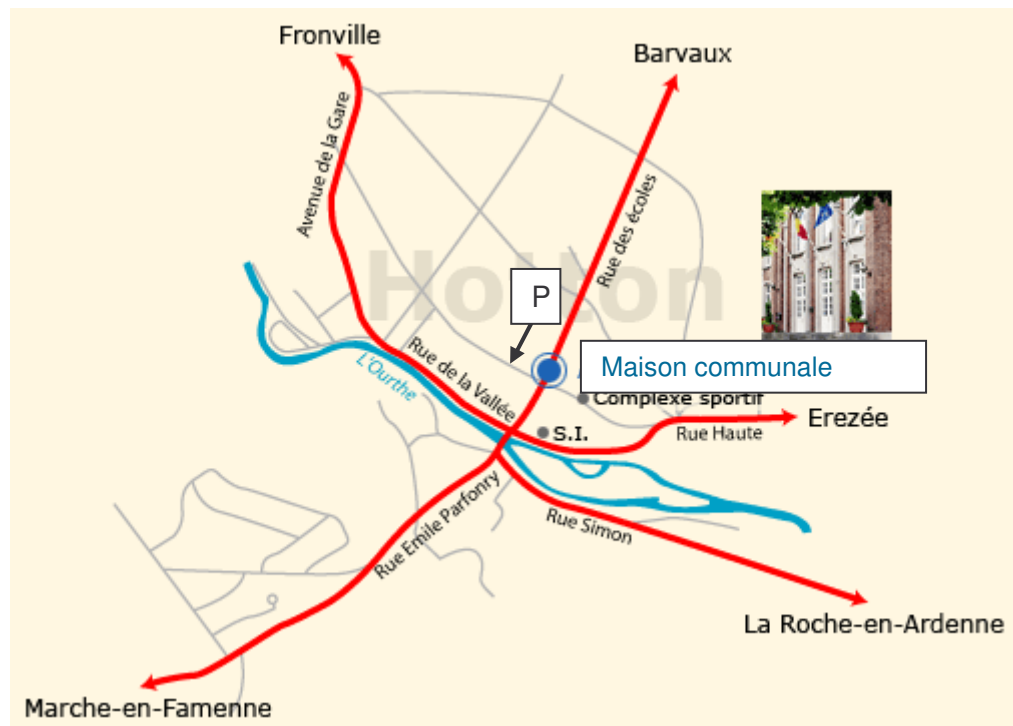 Fronville
Barvaux
Avenue de la Gare
Rue des écoles
Hotton
P
L'Ourthe
Rue de la Vallée
Maison communale
Complexe sportif
S.I.
Rue Haute
Erezée
Rue Emile Parfonry
Rue Simon
La Roche-en-Ardenne
Marche-en-Famenne